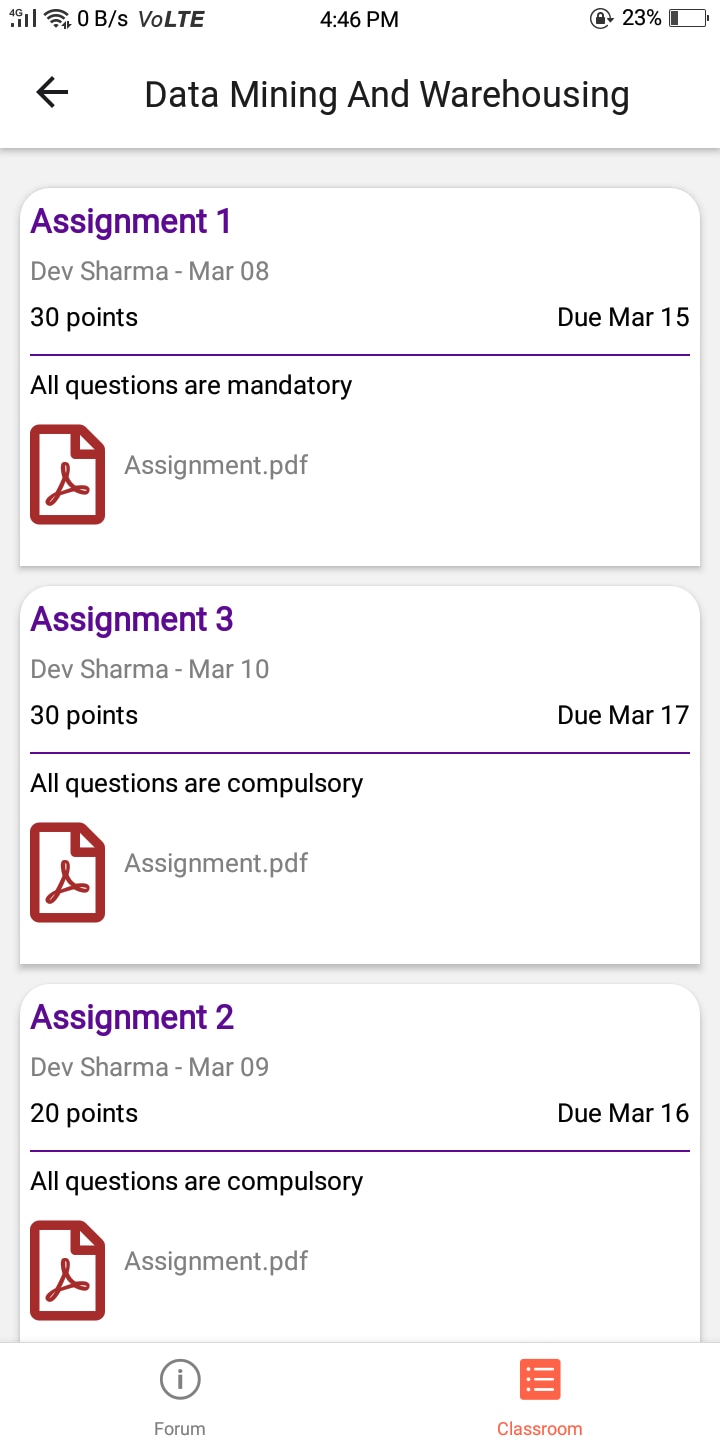 4G 0 B/s VoLTE 4:46 PM 23%
Data Mining And Warehousing
Assignment 1
Dev Sharma - Mar 08
30 points Due Mar 15
All questions are mandatory
Assignment.pdf
Assignment 3
Dev Sharma - Mar 10
30 points Due Mar 17
All questions are compulsory
Assignment.pdf
Assignment 2
Dev Sharma - Mar 09
20 points Due Mar 16
All questions are compulsory
Assignment.pdf
Forum Classroom